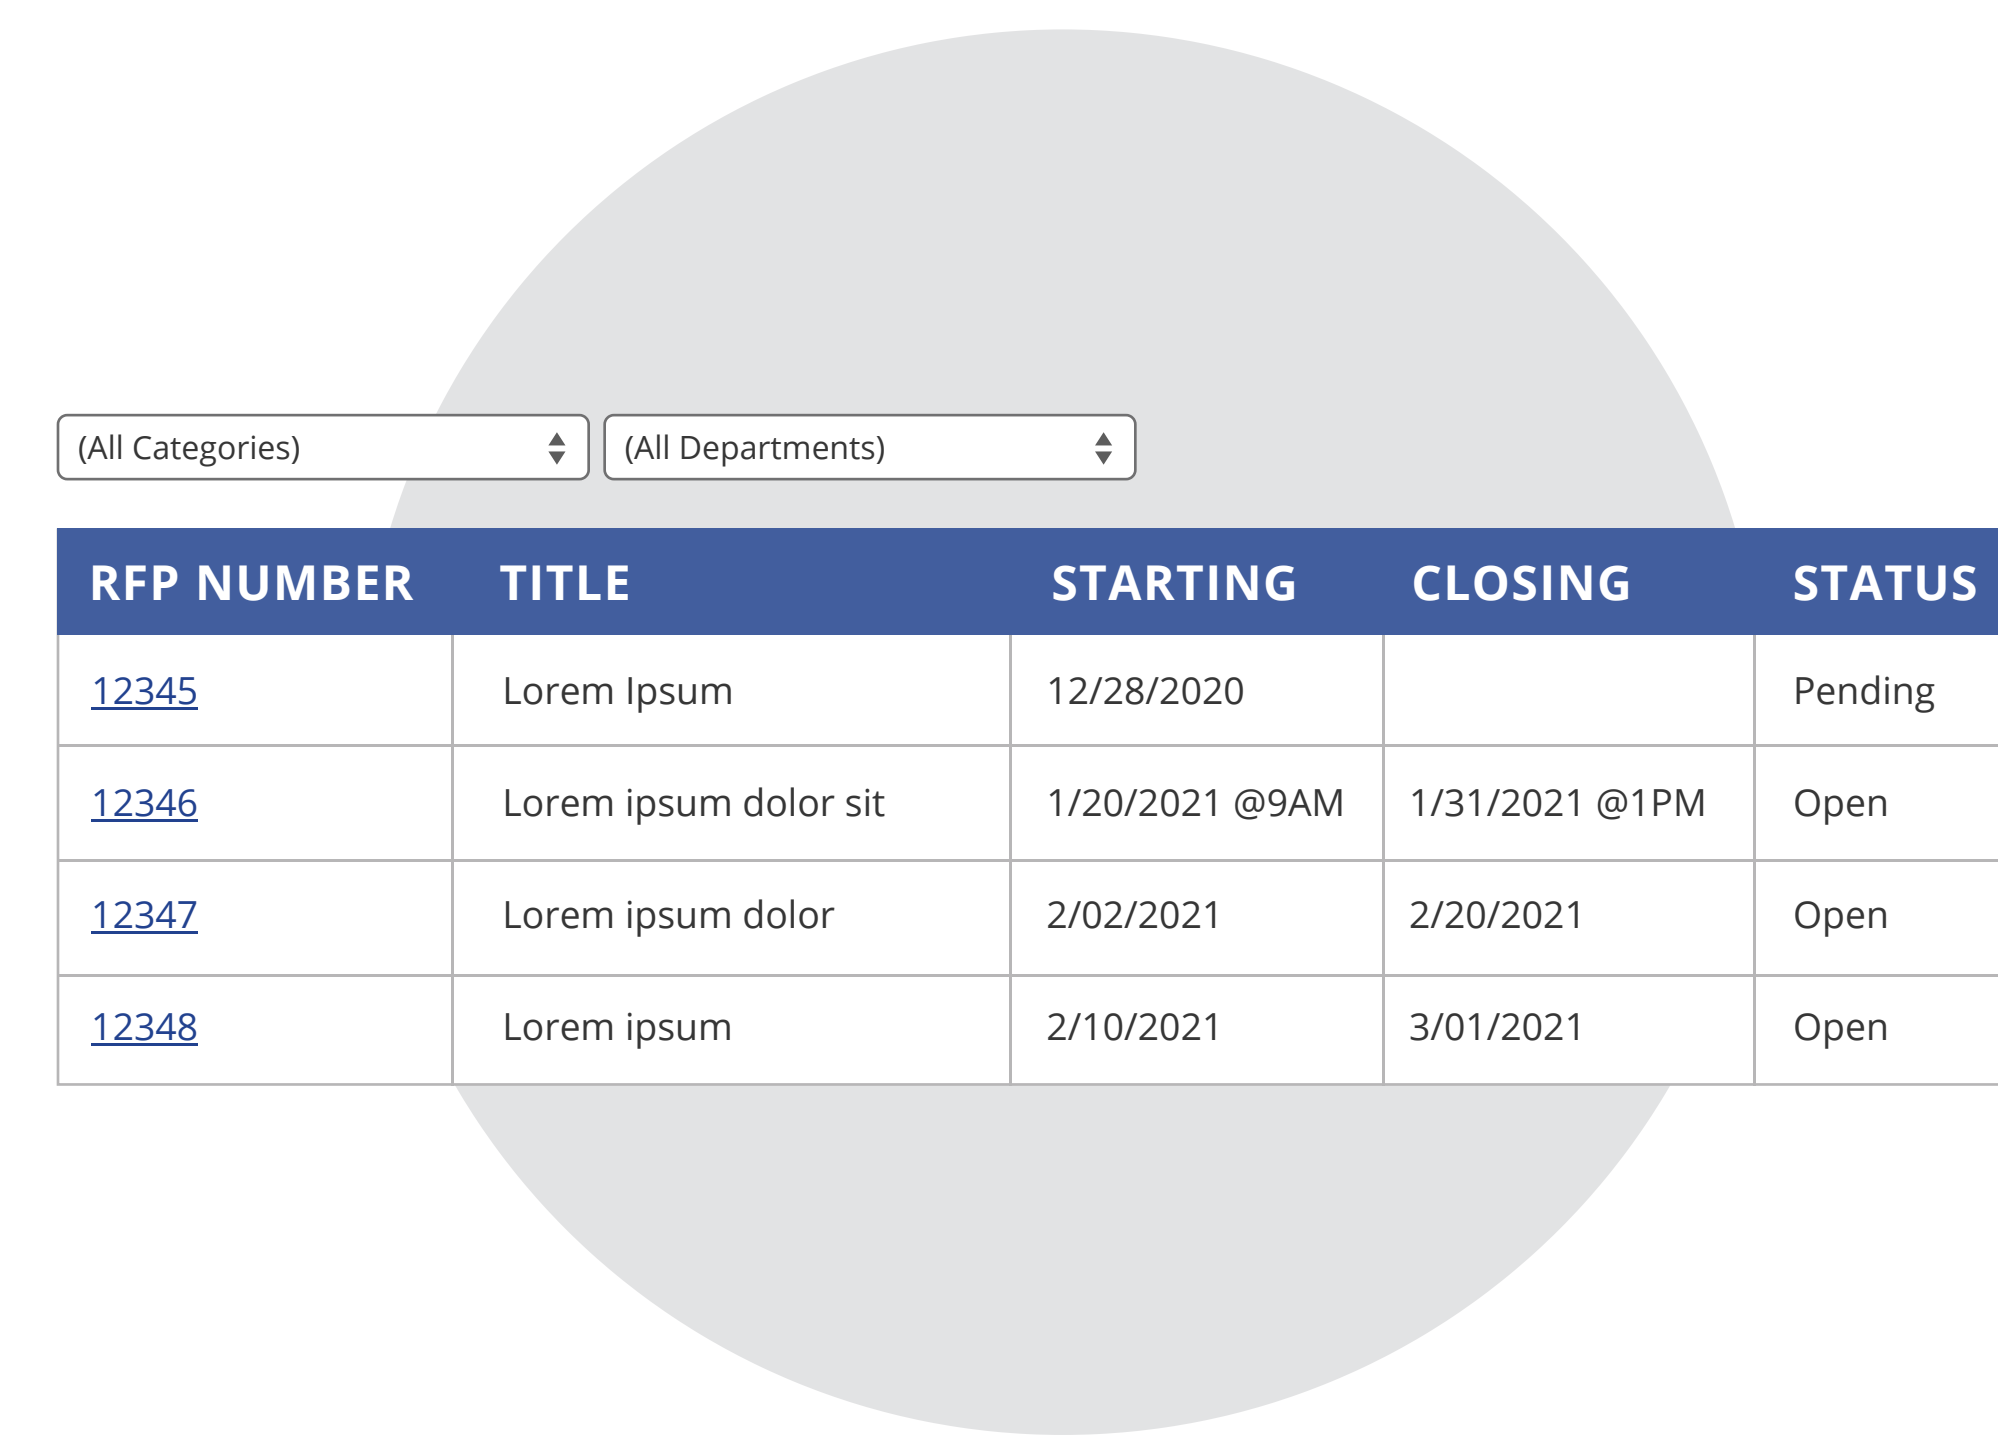 (All Categories) (All Departments)
RFP NUMBER TITLE STARTING CLOSING STATUS
12345 Lorem Ipsum 12/28/2020 Pending
12346 Lorem ipsum dolor sit 1/20/2021 @9AM 1/31/2021 @1PM Open
12347 Lorem ipsum dolor 2/02/2021 2/20/2021 Open
12348 Lorem ipsum 2/10/2021 3/01/2021 Open